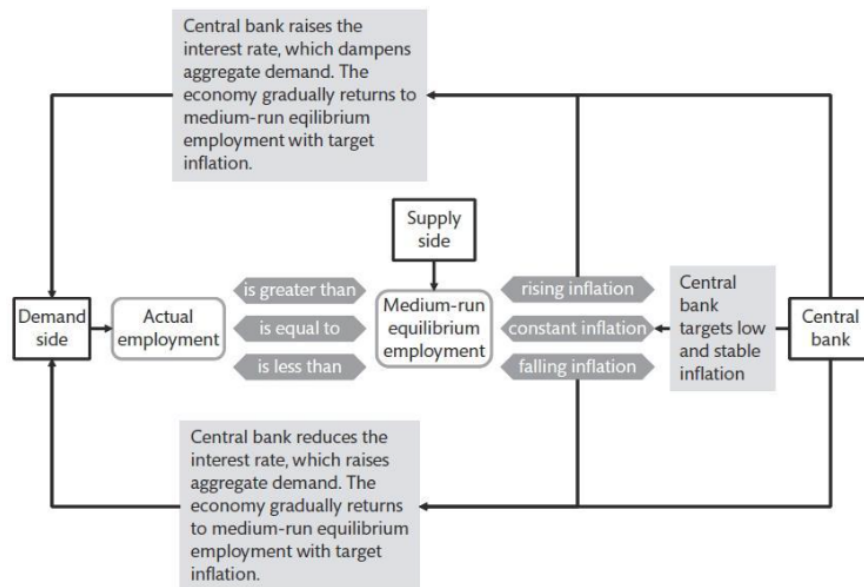 Central bank raises the
interest rate, which dampens
aggregate demand. The
economy gradually returns to
medium-run eqilibrium
employment with target
inflation.
Supply
side
Demand
side
Actual
employment
is greater than
is equal to
is less than
Medium-run
equilibrium
employment
rising inflation
constant inflation
falling inflation
Central
bank
targets low
and stable
inflation
Central
bank
Central bank reduces the
interest rate, which raises
aggregate demand. The
economy gradually returns
to medium-run equilibrium
employment with target
inflation.